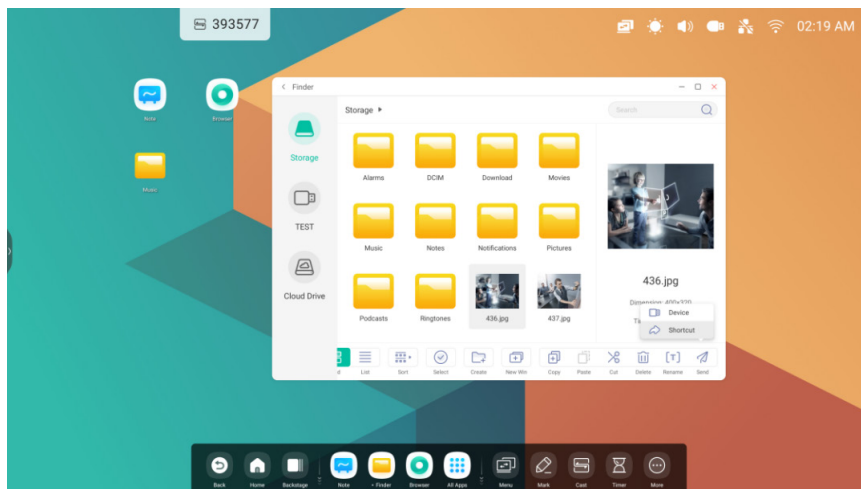 393577
02:19 AM
Note
Browser
Music
Finder
Storage
Search
Storage
TEST
Cloud Drive
Alarms
DCIM
Download
Movies
Music
Notes
Notifications
Pictures
Podcasts
Ringtones
436.jpg
437.jpg
436.jpg
Dimension: 400x320
Device
Shortcut
List
Sort
Select
Create
New Win
Copy
Paste
Cut
Delete
Rename
Send
Back
Home
Backstage
Note
Finder
Browser
All Apps
Menu
Mark
Cast
Timer
More